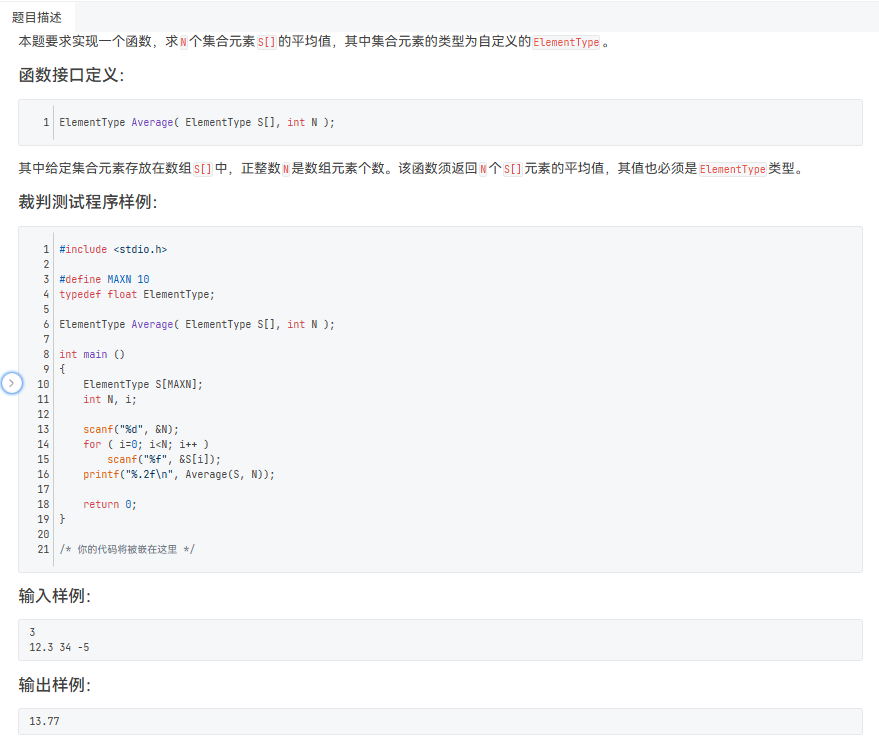 题目描述
本题要求实现一个函数，求N个集合元素S[]的平均值，其中集合元素的类型为自定义的ElementType。
函数接口定义：
1 ElementType Average( ElementType S[], int N );
其中给定集合元素存放在数组S[]中，正整数N是数组元素个数。该函数须返回N个S[]元素的平均值，其值也必须是ElementType类型。
裁判测试程序样例：
1 #include <stdio.h>
2
3 #define MAXN 10
4 typedef float ElementType;
5
6 ElementType Average( ElementType S[], int N );
7
8 int main ()
9 {
10     ElementType S[MAXN];
11     int N, i;
12
13     scanf("%d", &N);
14     for ( i=0; i<N; i++ )
15         scanf("%f", &S[i]);
16     printf("%.2f\n", Average(S, N));
17
18     return 0;
19 }
20
21 /* 你的代码将被嵌在这里 */
输入样例：
3
12.3 34 -5
输出样例：
13.77